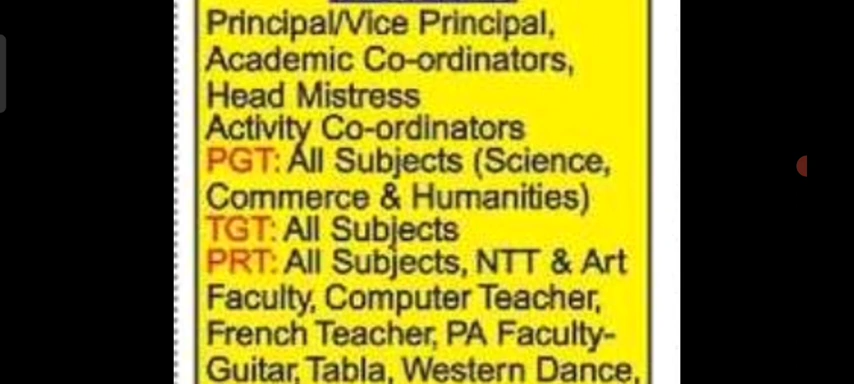 Principal/Vice Principal,
Academic Co-ordinators,
Head Mistress
Activity Co-ordinators
PGT: All Subjects (Science,
Commerce & Humanities)
TGT: All Subjects
PRT: All Subjects, NTT & Art
Faculty, Computer Teacher,
French Teacher, PA Faculty-
Guitar, Tabla, Western Dance,